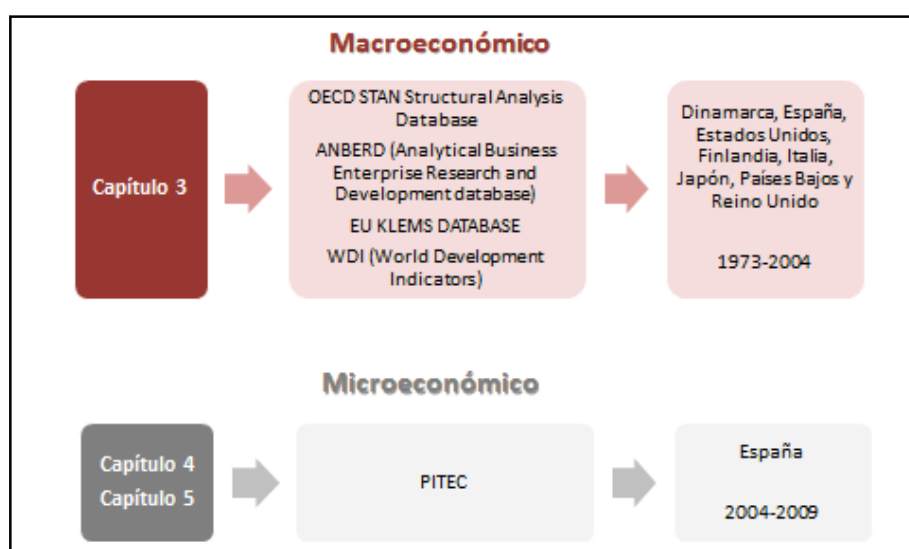 Macroeconómico
Capítulo 3
OECD STAN Structural Analysis
Database
ANBERD (Analytical Business
Enterprise Research and
Development database)
EU KLEMS DATABASE
WDI (World Development
Indicators)
Dinamarca, España,
Estados Unidos,
Finlandia, Italia,
Japón, Países Bajos y
Reino Unido
1973-2004
Microeconómico
Capítulo 4
Capítulo 5
PITEC
España
2004-2009